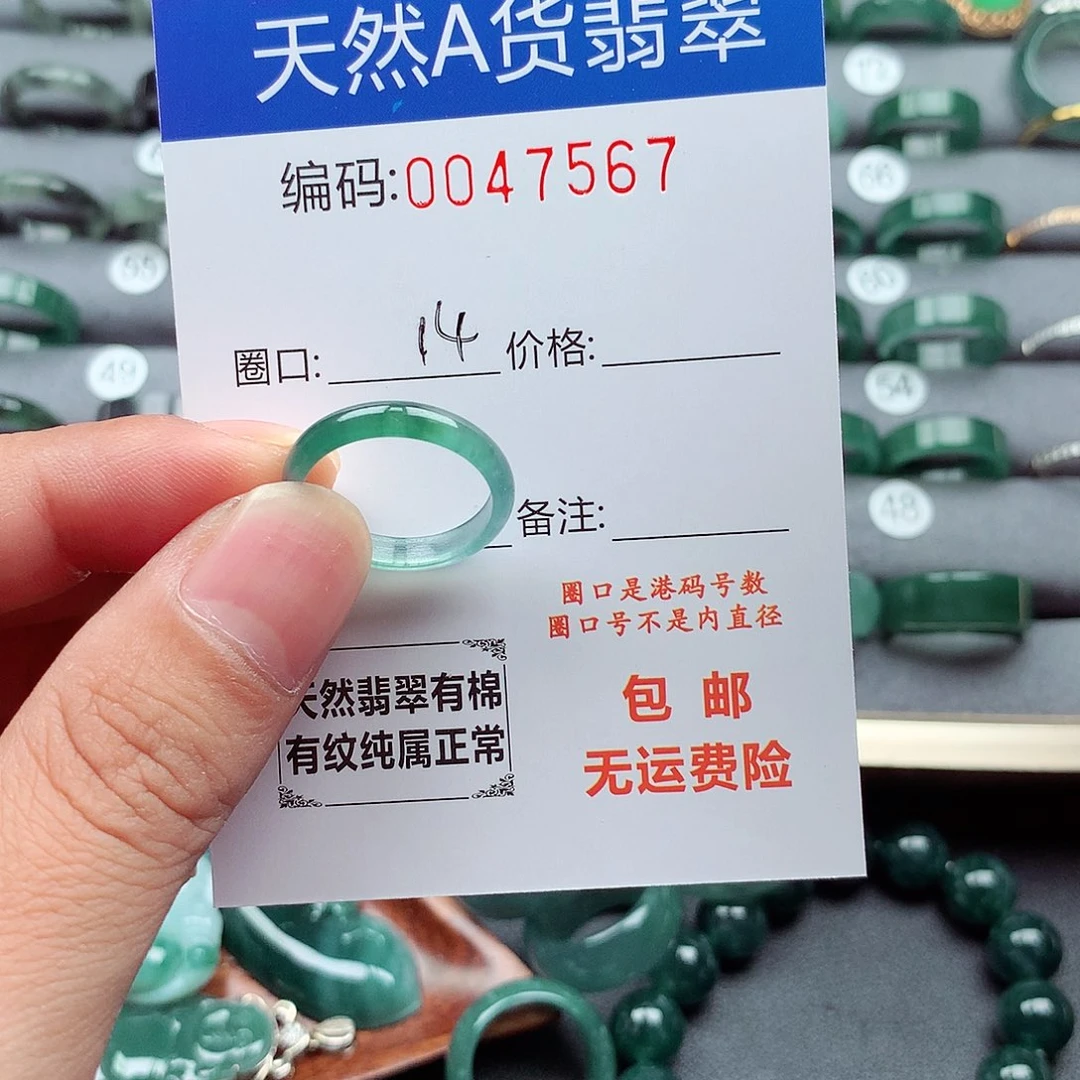 天然A货翡翠
编码:0047567
圈口: 14 价格:
备注:
圈口是港码号数
圈口号不是内直径
天然翡翠有棉
有纹纯属正常
包 邮
无运费险
55
49
66
60
54
48